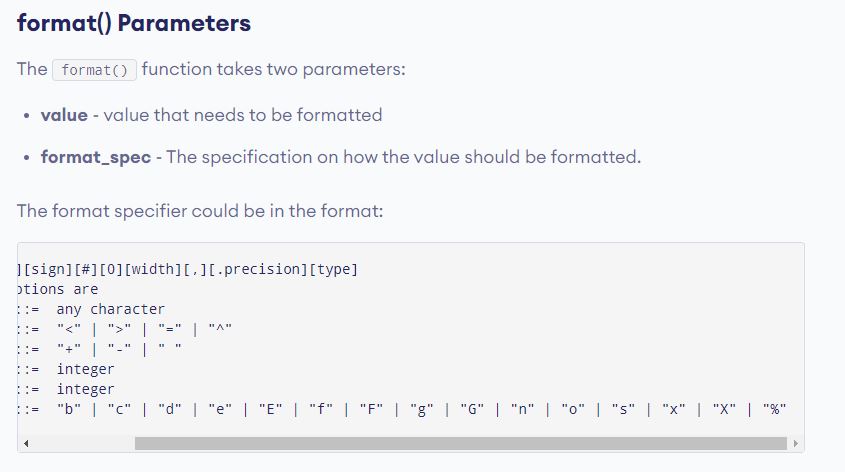 format() Parameters
The format() function takes two parameters:
• value - value that needs to be formatted
• format_spec - The specification on how the value should be formatted.
The format specifier could be in the format:
][sign][#][0][width][,][.precision][type]
ptions are
::=  any character
::=  "<" | ">" | "=" | "^"
::=  "+" | "-" | " "
::=  integer
::=  integer
::=  "b" | "c" | "d" | "e" | "E" | "f" | "F" | "g" | "G" | "n" | "o" | "s" | "x" | "X" | "%"